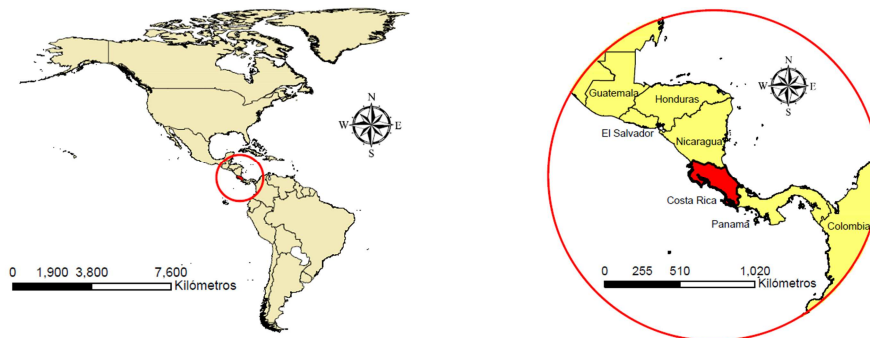 N
W E
S
0 1,900 3,800 7,600
Kilómetros
Guatemala
Honduras
El Salvador
Nicaragua
Costa Rica
Panamá
Colombia
N
W E
S
0 255 510 1,020
Kilómetros